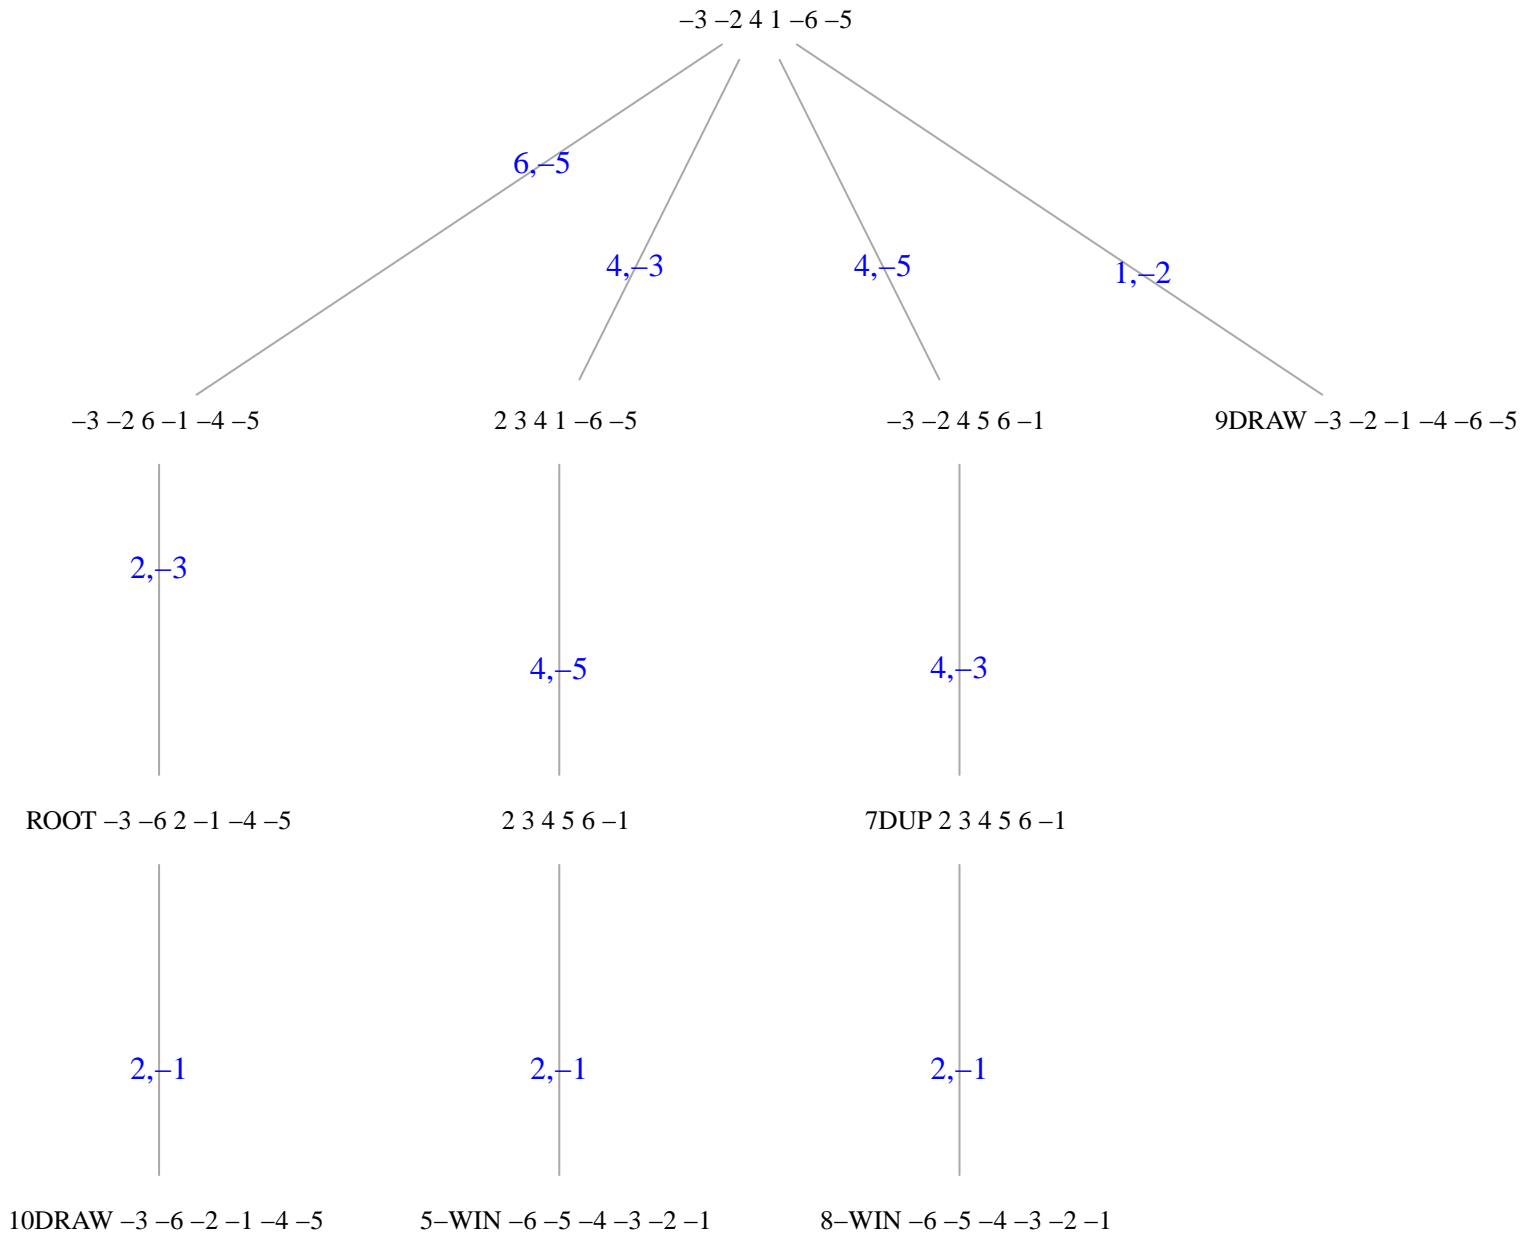 –3 –2 4 1 –6 –5
6,–5
4,–3
4,–5
1,–2
–3 –2 6 –1 –4 –5
2 3 4 1 –6 –5
–3 –2 4 5 6 –1
9DRAW –3 –2 –1 –4 –6 –5
2,–3
4,–5
4,–3
ROOT –3 –6 2 –1 –4 –5
2 3 4 5 6 –1
7DUP 2 3 4 5 6 –1
2,–1
2,–1
2,–1
10DRAW –3 –6 –2 –1 –4 –5
5–WIN –6 –5 –4 –3 –2 –1
8–WIN –6 –5 –4 –3 –2 –1